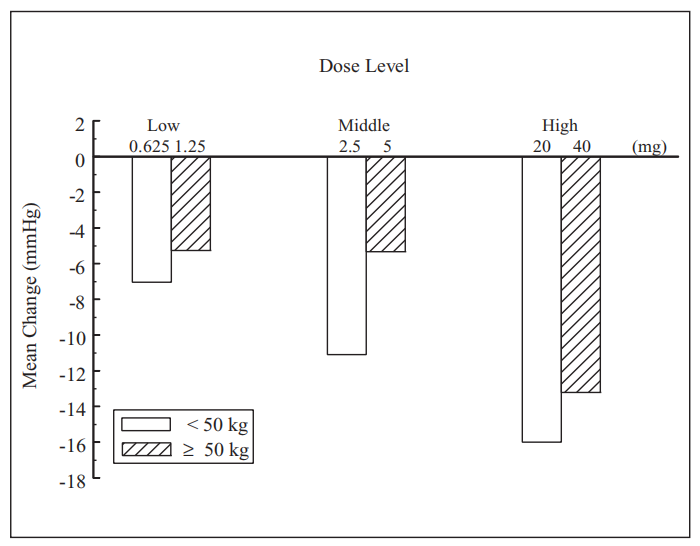 Dose Level
Low Middle High
0.625 1.25 2.5 5 20 40 (mg)
2
0
-2
-4
-6
-8
-10
-12
-14
-16
-18
Mean Change (mmHg)
< 50 kg
≥ 50 kg